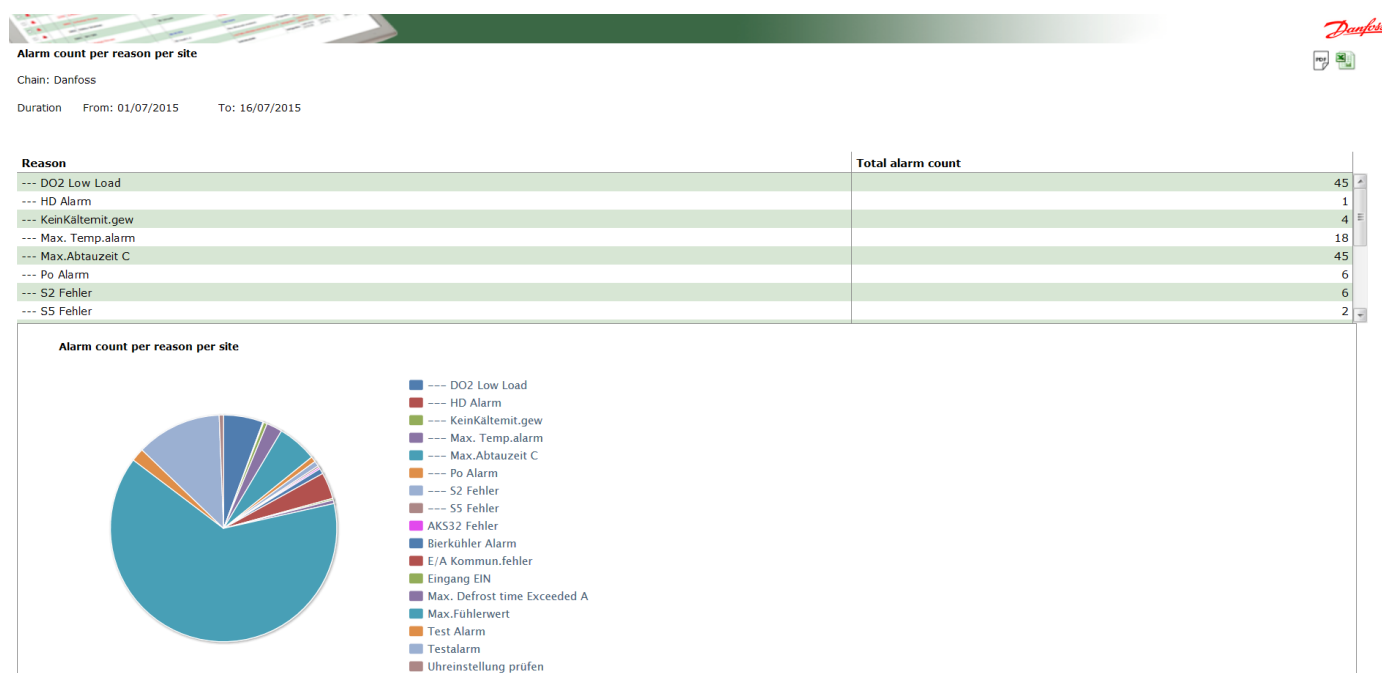 Danfoss
Alarm count per reason per site
PDF
Chain: Danfoss
Duration From: 01/07/2015 To: 16/07/2015
Reason Total alarm count
--- DO2 Low Load 45
--- HD Alarm 1
--- KeinKältemit.gew 4
--- Max. Temp.alarm 18
--- Max.Abtauzeit C 45
--- Po Alarm 6
--- S2 Fehler 6
--- S5 Fehler 2
Alarm count per reason per site
--- DO2 Low Load
--- HD Alarm
--- KeinKältemit.gew
--- Max. Temp.alarm
--- Max.Abtauzeit C
--- Po Alarm
--- S2 Fehler
--- S5 Fehler
AKS32 Fehler
Bierkühler Alarm
E/A Kommun.fehler
Eingang EIN
Max. Defrost time Exceeded A
Max.Fühlerwert
Test Alarm
Testalarm
Uhreinstellung prüfen